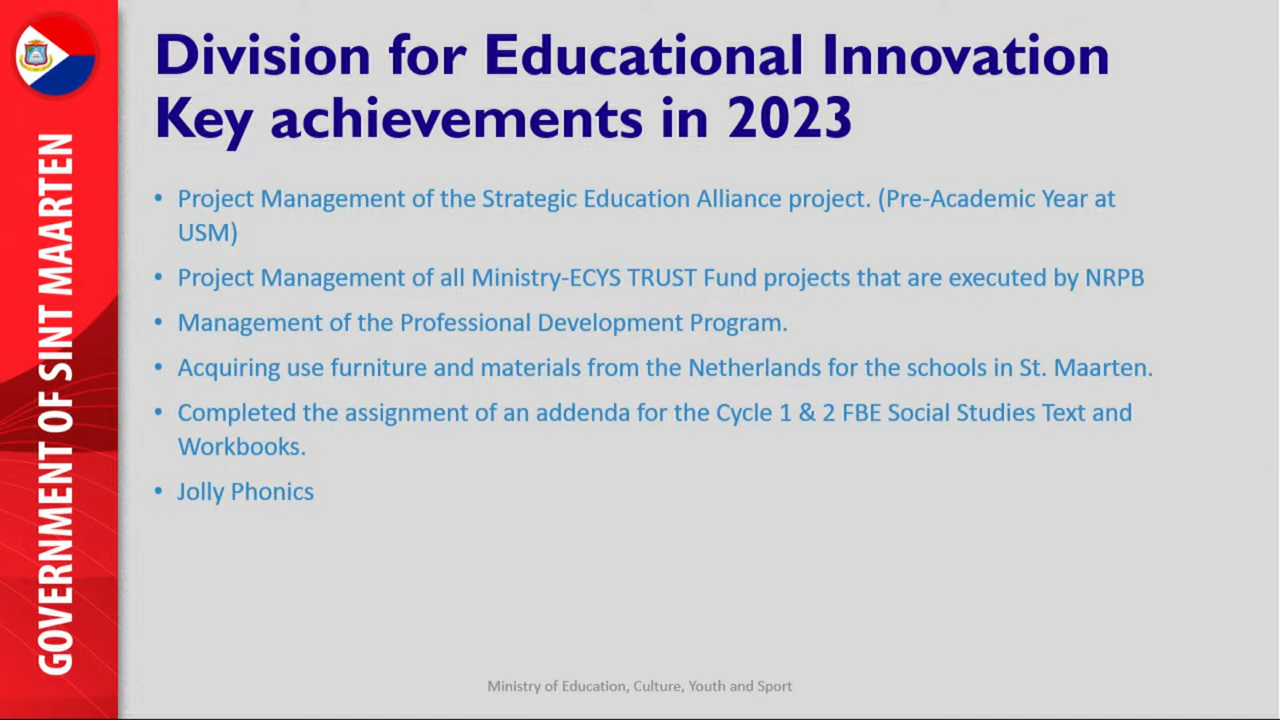 GOVERNMENT OF SINT MAARTEN
Division for Educational Innovation
Key achievements in 2023
• Project Management of the Strategic Education Alliance project. (Pre-Academic Year at
USM)
• Project Management of all Ministry-ECYS TRUST Fund projects that are executed by NRPB
• Management of the Professional Development Program.
• Acquiring use furniture and materials from the Netherlands for the schools in St. Maarten.
• Completed the assignment of an addenda for the Cycle 1 & 2 FBE Social Studies Text and
Workbooks.
• Jolly Phonics
Ministry of Education, Culture, Youth and Sport